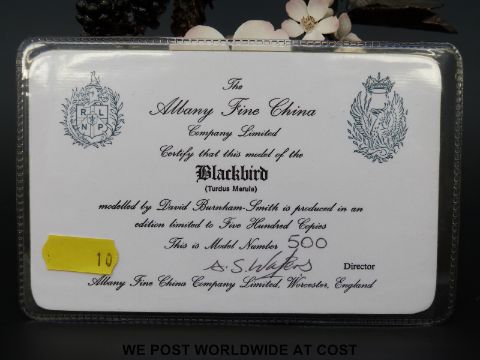 R L
N P
The
Albany Fine China
Company Limited
Certify that this model of the
Blackbird
(Turdus Merula)
modelled by David Burnham-Smith is produced in an
edition limited to Five Hundred Copies
This is Model Number 500
Director
10
Albany Fine China Company Limited, Worcester, England
WE POST WORLDWIDE AT COST